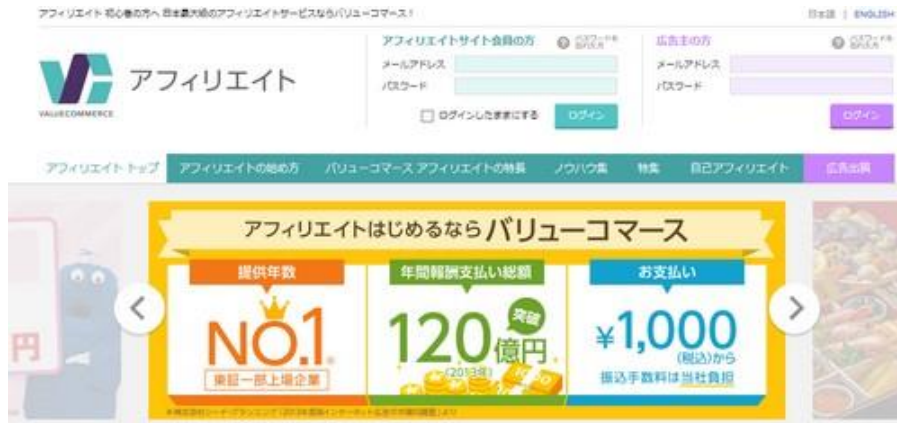 アフィリエイト 初心者の方へ 日本最大級のアフィリエイトサービスならバリューコマース!
日本語 | ENGLISH
アフィリエイトサイト会員の方
広告主の方
メールアドレス
メールアドレス
パスワード
パスワード
ログインしたままにする
ログイン
ログイン
アフィリエイト
VALUECOMMERCE
アフィリエイト トップ
アフィリエイトの始め方
バリューコマース アフィリエイトの特長
ノウハウ集
特集
自己アフィリエイト
広告出稿
アフィリエイトはじめるならバリューコマース
提供年数
NO.1
東証一部上場企業
年間報酬支払い総額
120億円
突破
(2013年)
お支払い
¥1,000
(税込)から
振込手数料は当社負担
円